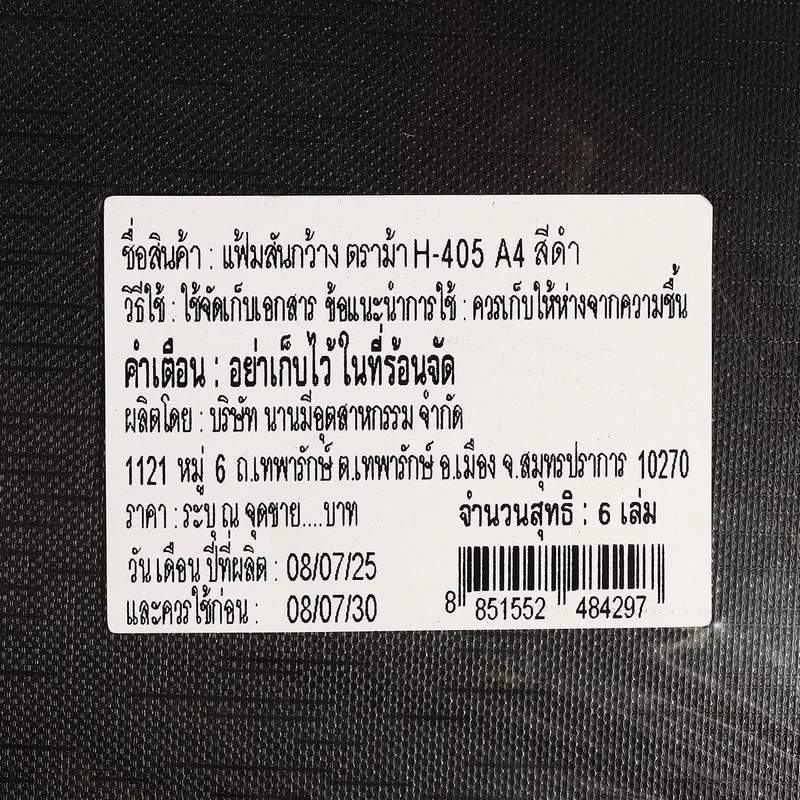 ชื่อสินค้า : แฟ้มสันกว้าง ตราม้า H-405 A4 สีดำ
วิธีใช้ : ใช้จัดเก็บเอกสาร ข้อแนะนำการใช้ : ควรเก็บให้ห่างจากความชื้น
คำเตือน : อย่าเก็บไว้ ในที่ร้อนจัด
ผลิตโดย : บริษัท นานมีอุตสาหกรรม จำกัด
1121 หมู่ 6 ถ.เทพารักษ์ ต.เทพารักษ์ อ.เมือง จ.สมุทรปราการ 10270
ราคา : ระบุ ณ จุดขาย....บาท จำนวนสุทธิ : 6 เล่ม
วัน เดือน ปีที่ผลิต : 08/07/25
และควรใช้ก่อน : 08/07/30
8 851552 484297